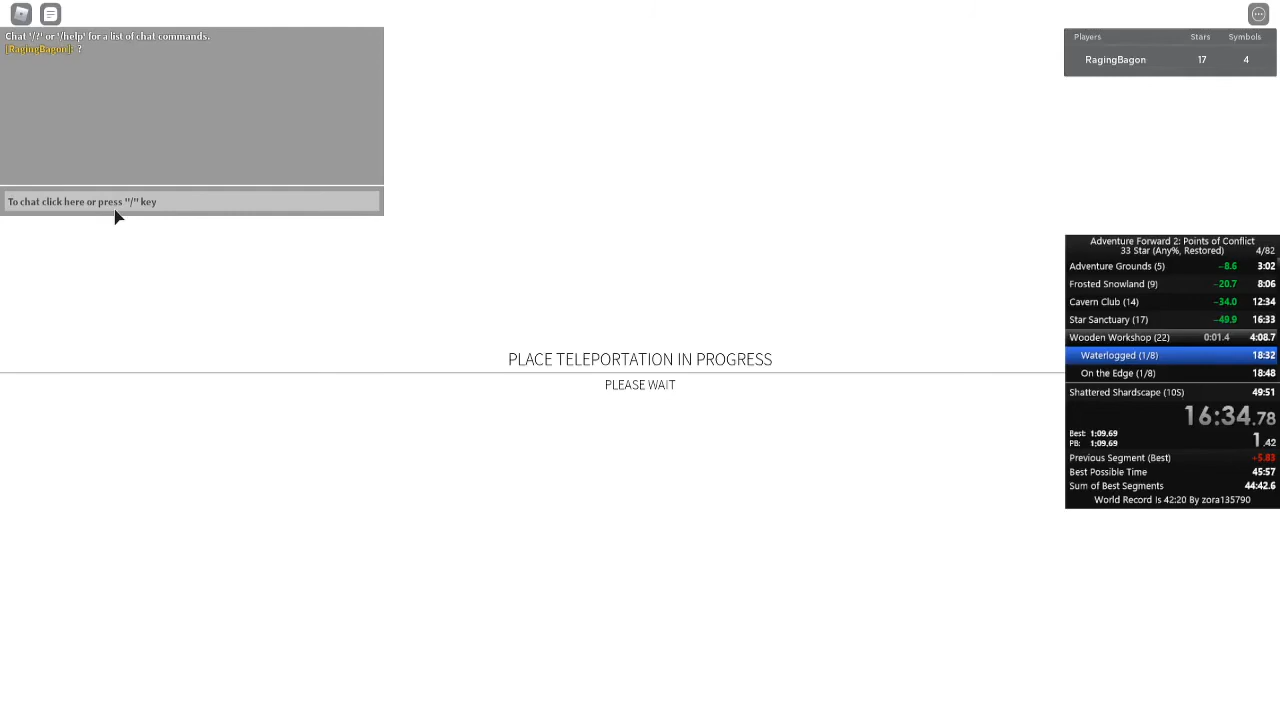 Chat '/?' or '/help' for a list of chat commands.
[RagingBagon]: ?
To chat click here or press "/" key
Players Stars Symbols
RagingBagon 17 4
PLACE TELEPORTATION IN PROGRESS
PLEASE WAIT
Adventure Forward 2: Points of Conflict
33 Star (Any%, Restored) 4/82
Adventure Grounds (5) −8.6 3:02
Frosted Snowland (9) −20.7 8:06
Cavern Club (14) −34.0 12:34
Star Sanctuary (17) −49.9 16:33
Wooden Workshop (22) 0:01.4 4:08.7
Waterlogged (1/8) 18:32
On the Edge (1/8) 18:48
Shattered Shardscape (10S) 49:51
16:34.78
Best: 1:09.69
PB: 1:09.69 1.42
Previous Segment (Best) +5.83
Best Possible Time 45:57
Sum of Best Segments 44:42.6
World Record Is 42:20 By zora135790